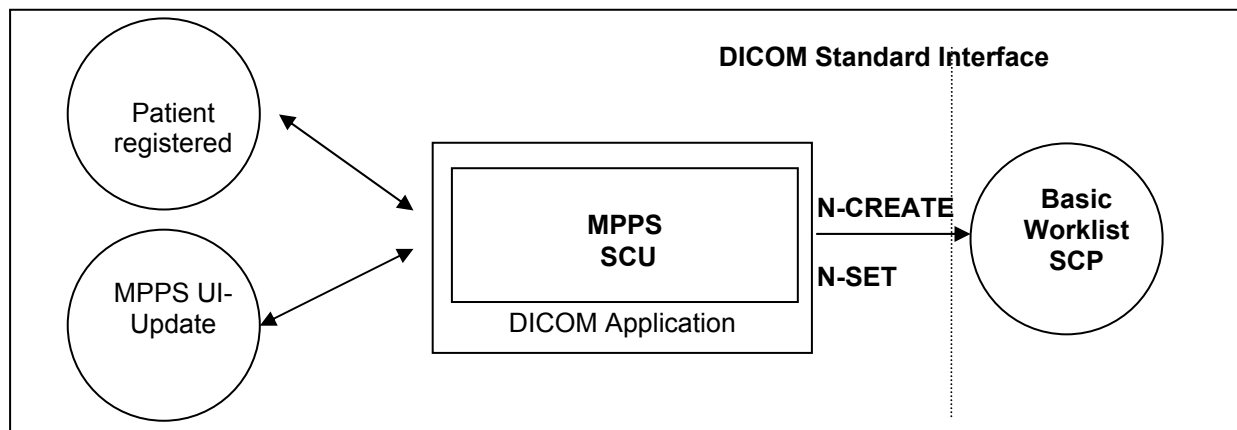 DICOM Standard Interface
Patient
registered
MPPS UI-
Update
MPPS
SCU
DICOM Application
N-CREATE
N-SET
Basic
Worklist
SCP